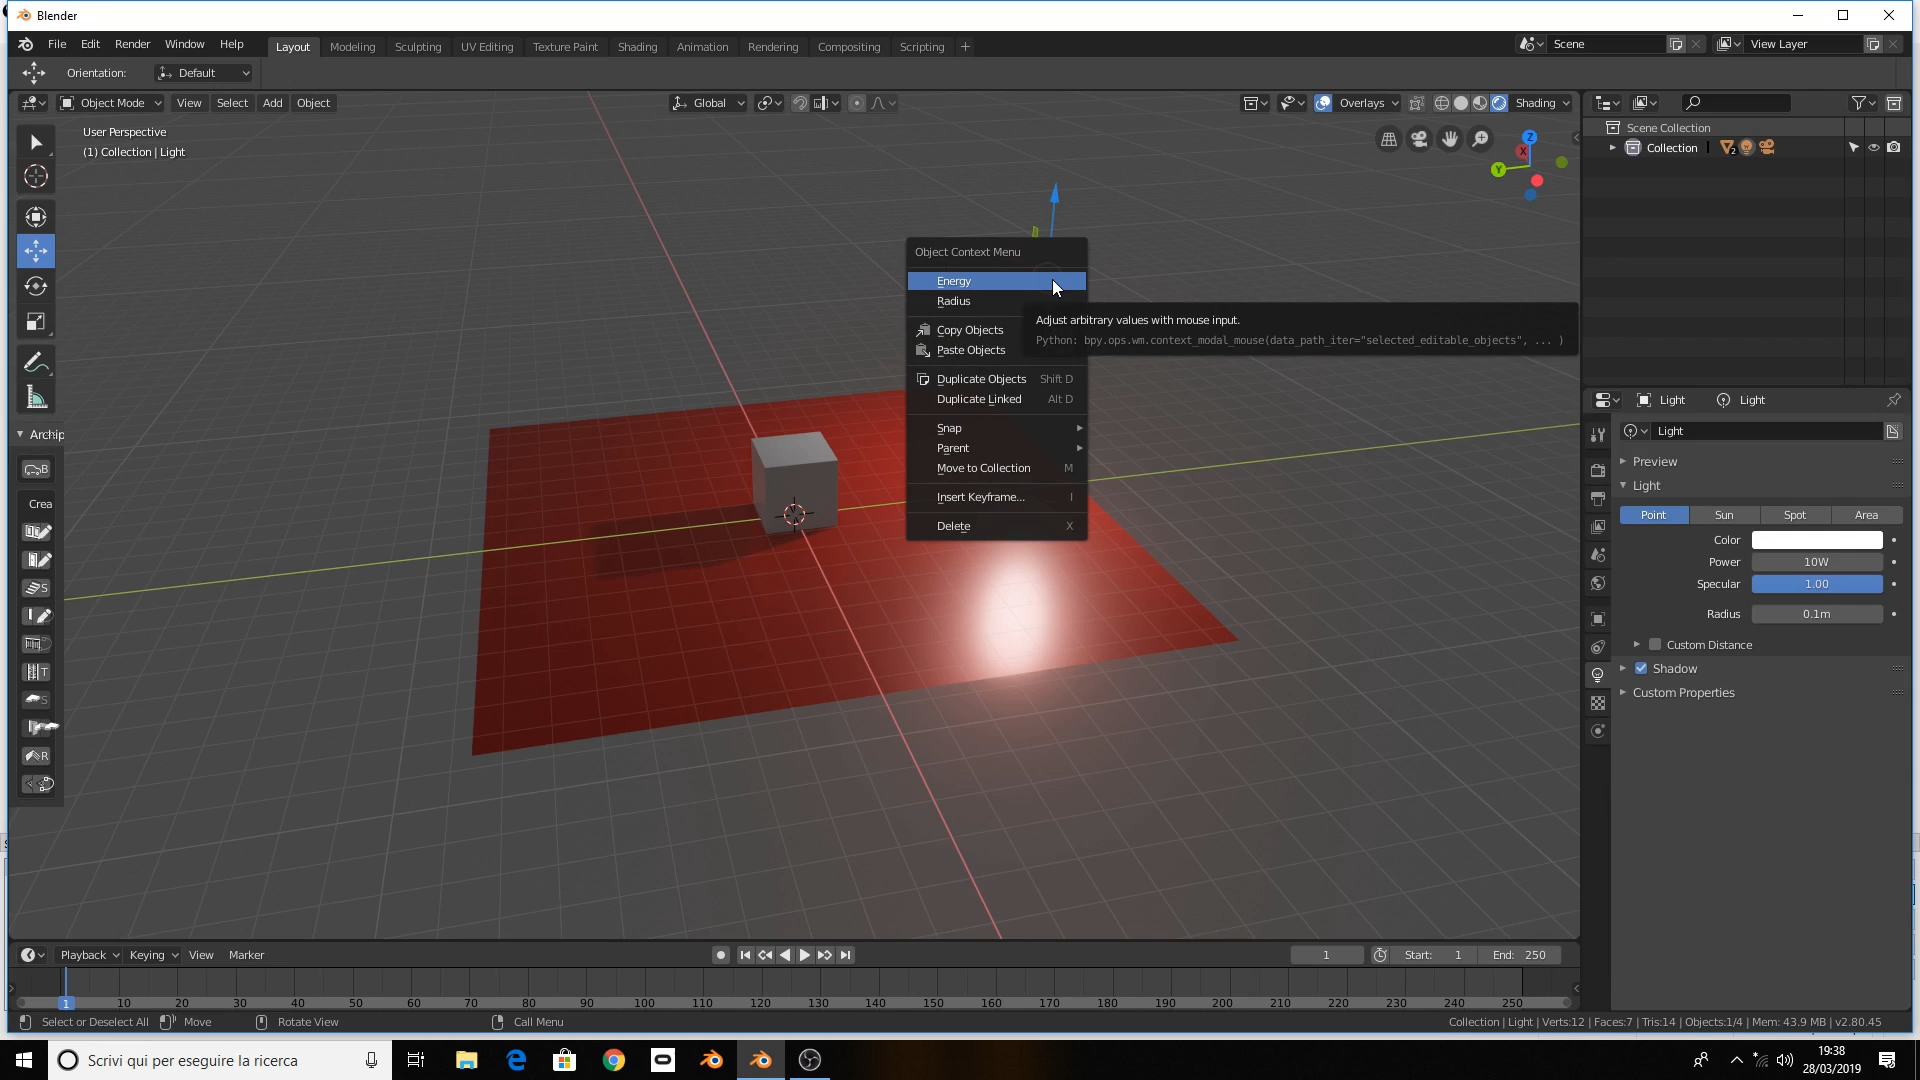 Blender
File Edit Render Window Help Layout Modeling Sculpting UV Editing Texture Paint Shading Animation Rendering Compositing Scripting + Scene View Layer
Orientation: Default
Object Mode View Select Add Object Global Overlays Shading
User Perspective
(1) Collection | Light
Z
X
Y
Scene Collection
Collection
2
Object Context Menu
Energy
Radius
Adjust arbitrary values with mouse input.
Python: bpy.ops.wm.context_modal_mouse(data_path_iter="selected_editable_objects", ... )
Copy Objects
Paste Objects
Duplicate Objects Shift D
Duplicate Linked Alt D
Snap
Parent
Move to Collection M
Insert Keyframe... I
Delete X
Archip
B
Crea
S
T
S
R
Light Light
Light
Preview
Light
Point Sun Spot Area
Color
Power 10W
Specular 1.00
Radius 0.1m
Custom Distance
Shadow
Custom Properties
Playback Keying View Marker 1 Start: 1 End: 250
1 10 20 30 40 50 60 70 80 90 100 110 120 130 140 150 160 170 180 190 200 210 220 230 240 250
Select or Deselect All Move Rotate View Call Menu Collection | Light | Verts:12 | Faces:7 | Tris:14 | Objects:1/4 | Mem: 43.9 MB | v2.80.45
Scrivi qui per eseguire la ricerca
19:38
28/03/2019